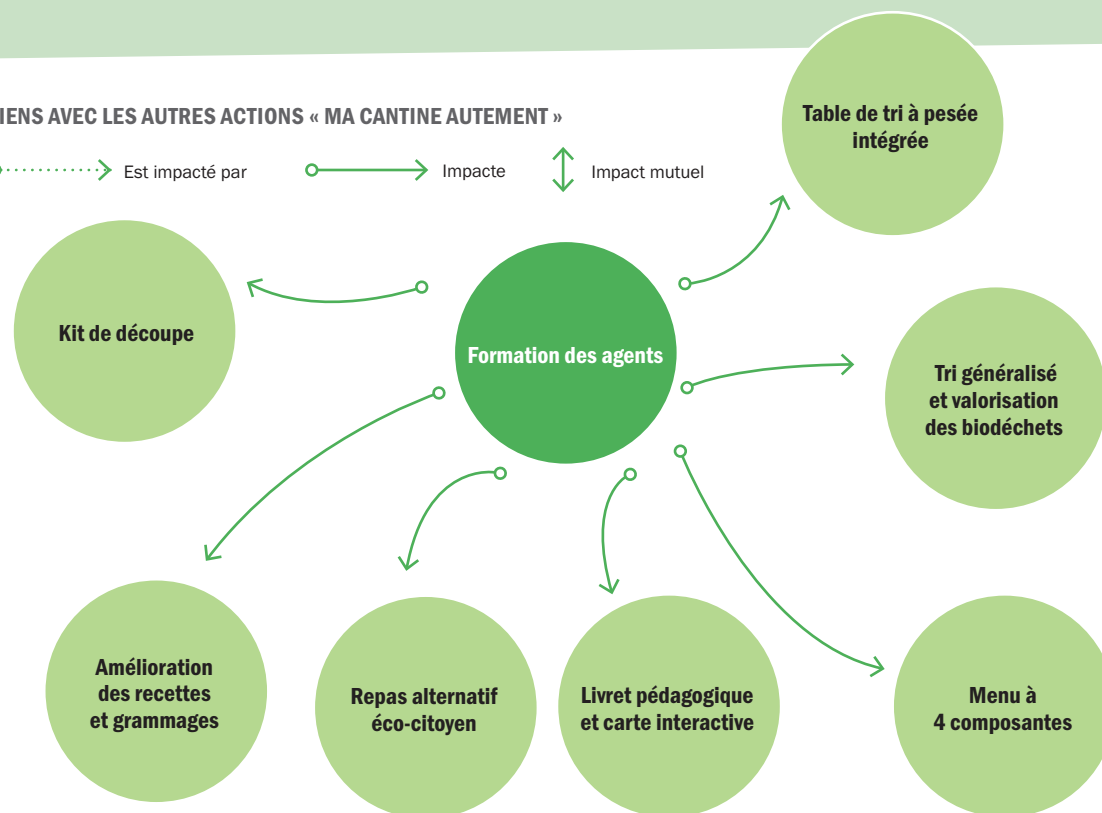 IENS AVEC LES AUTRES ACTIONS « MA CANTINE AUTEMENT »
Est impacté par
Impacte
Impact mutuel
Table de tri à pesée
intégrée
Kit de découpe
Formation des agents
Tri généralisé
et valorisation
des biodéchets
Amélioration
des recettes
et grammages
Repas alternatif
éco-citoyen
Livret pédagogique
et carte interactive
Menu à
4 composantes